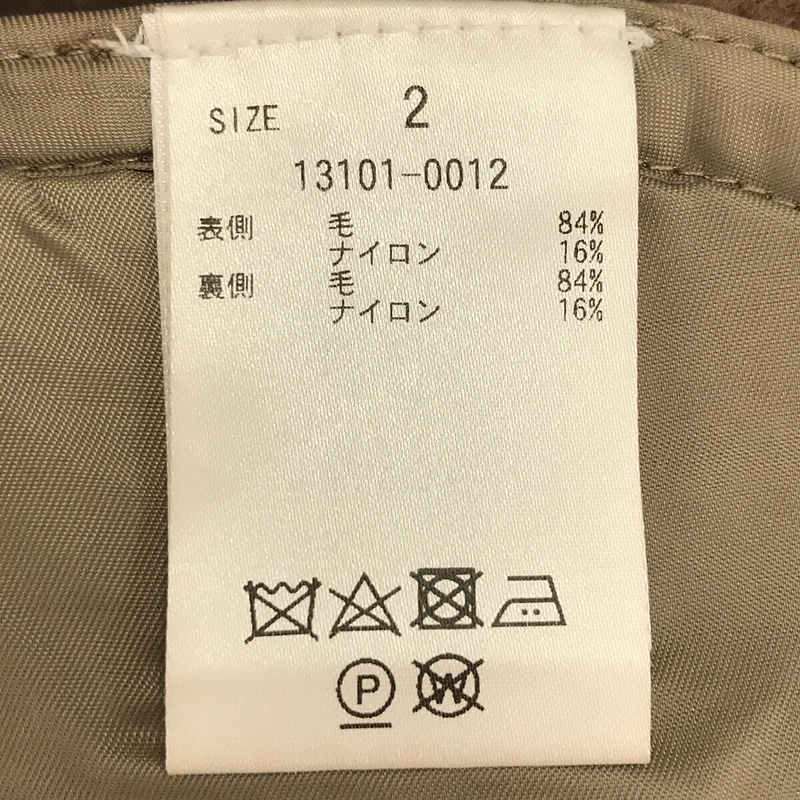 SIZE 2
13101-0012
表側 毛 84%
ナイロン 16%
裏側 毛 84%
ナイロン 16%
P W